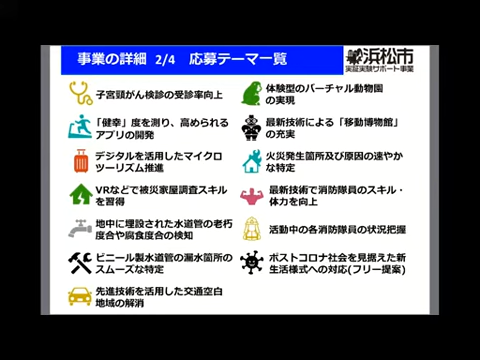 事業の詳細 2/4 応募テーマ一覧
浜松市
実証実験サポート事業
子宮頸がん検診の受診率向上
「健幸」度を測り、高められる
アプリの開発
デジタルを活用したマイクロ
ツーリズム推進
VRなどで被災家屋調査スキル
を習得
地中に埋設された水道管の老朽
度合や腐食度合の検知
ビニール製水道管の漏水箇所の
スムーズな特定
先進技術を活用した交通空白
地域の解消
体験型のバーチャル動物園
の実現
最新技術による「移動博物館」
の充実
火災発生箇所及び原因の速やか
な特定
最新技術で消防隊員のスキル・
体力を向上
活動中の各消防隊員の状況把握
ポストコロナ社会を見据えた新
生活様式への対応(フリー提案)